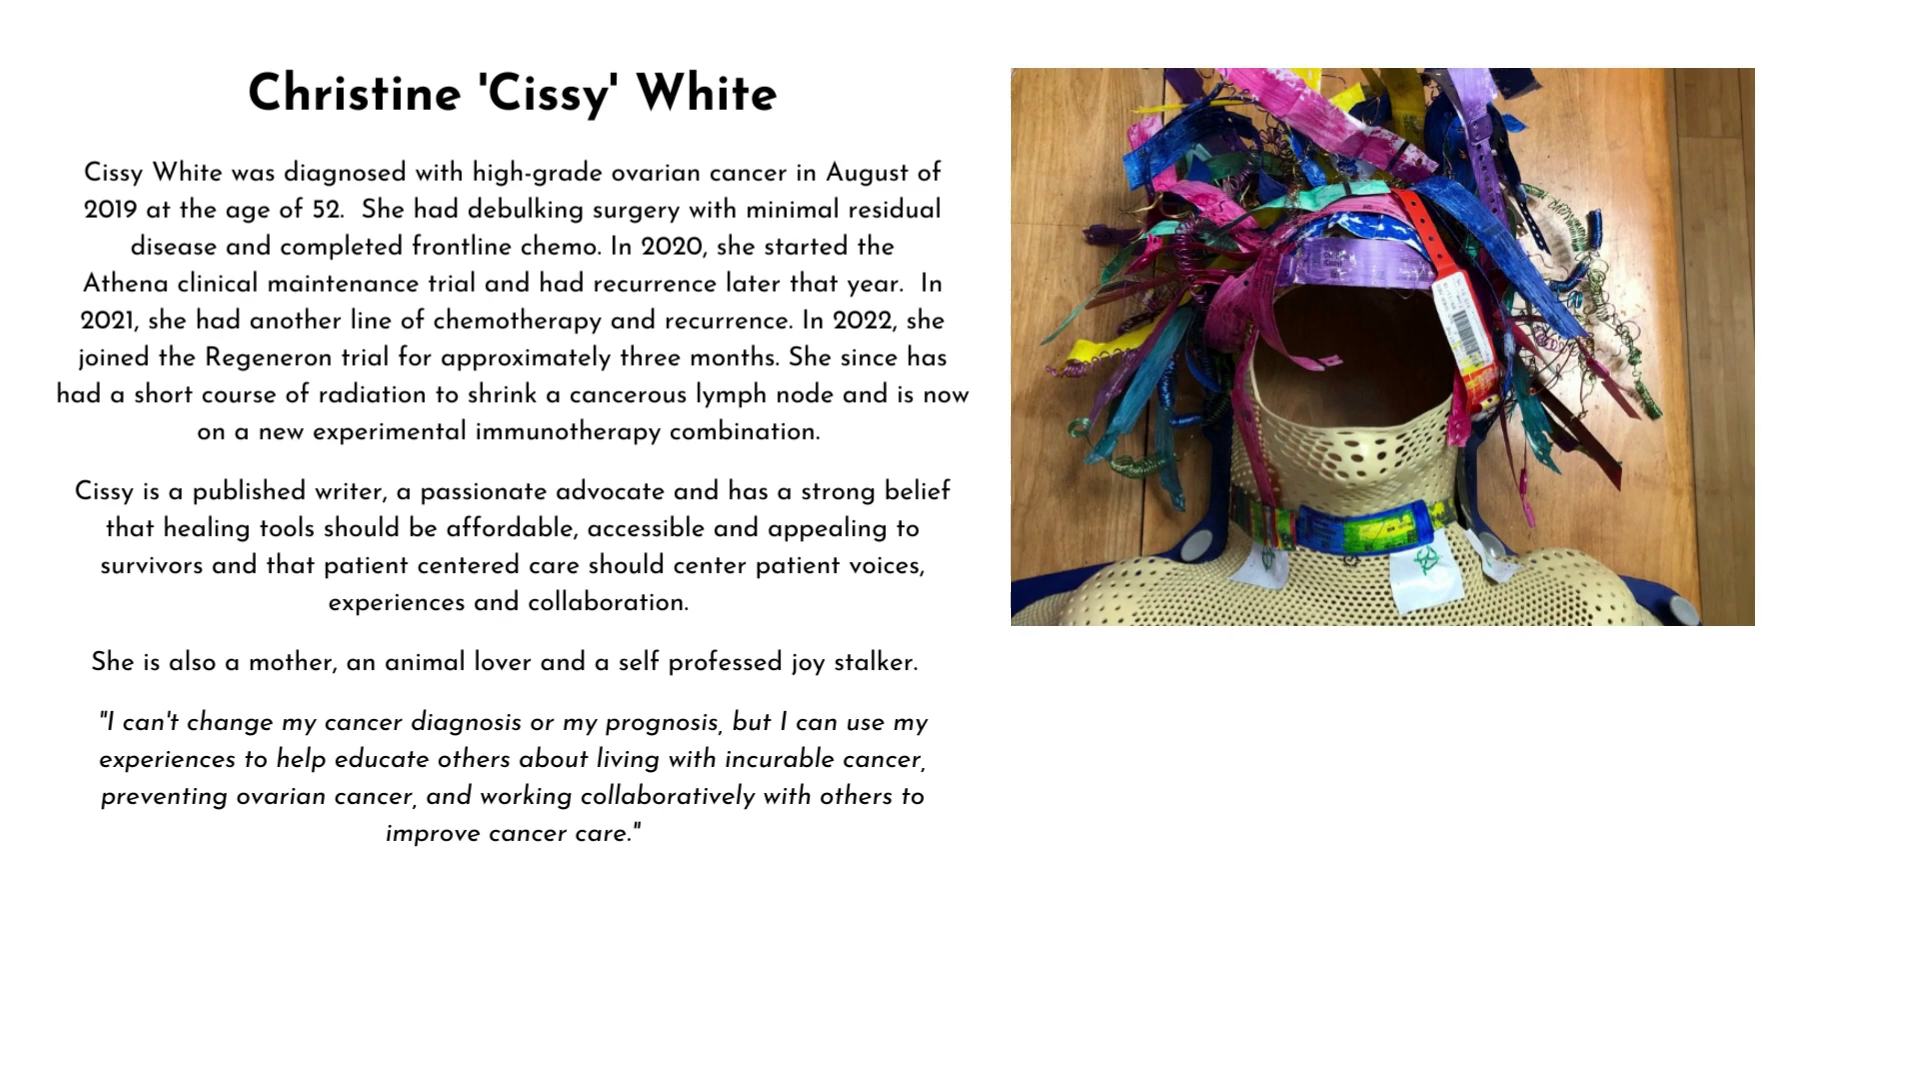 Christine 'Cissy' White
Cissy White was diagnosed with high-grade ovarian cancer in August of
2019 at the age of 52.  She had debulking surgery with minimal residual
disease and completed frontline chemo. In 2020, she started the
Athena clinical maintenance trial and had recurrence later that year.  In
2021, she had another line of chemotherapy and recurrence. In 2022, she
joined the Regeneron trial for approximately three months. She since has
had a short course of radiation to shrink a cancerous lymph node and is now
on a new experimental immunotherapy combination.
Cissy is a published writer, a passionate advocate and has a strong belief
that healing tools should be affordable, accessible and appealing to
survivors and that patient centered care should center patient voices,
experiences and collaboration.
She is also a mother, an animal lover and a self professed joy stalker.
"I can't change my cancer diagnosis or my prognosis, but I can use my
experiences to help educate others about living with incurable cancer,
preventing ovarian cancer, and working collaboratively with others to
improve cancer care."